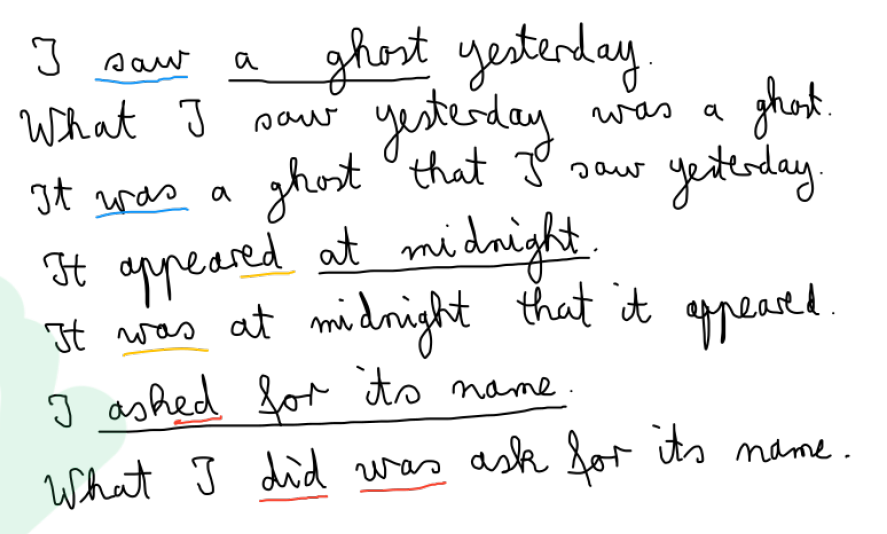 I saw a ghost yesterday.
What I saw yesterday was a ghost.
It was a ghost that I saw yesterday.
It appeared at midnight.
It was at midnight that it appeared.
I asked for its name.
What I did was ask for its name.